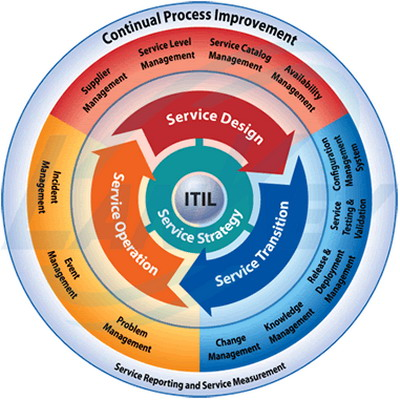 Continual Process Improvement
Supplier
Management
Service Level
Management
Service Catalog
Management
Availability
Management
Service Design
System
Configuration
Management
Service
Testing &
Validation
Release &
Deployment
Management
Knowledge
Management
Change
Management
Service Transition
Incident
Management
Event
Management
Problem
Management
Service Operation
ITIL
Service Strategy
Service Reporting and Service Measurement